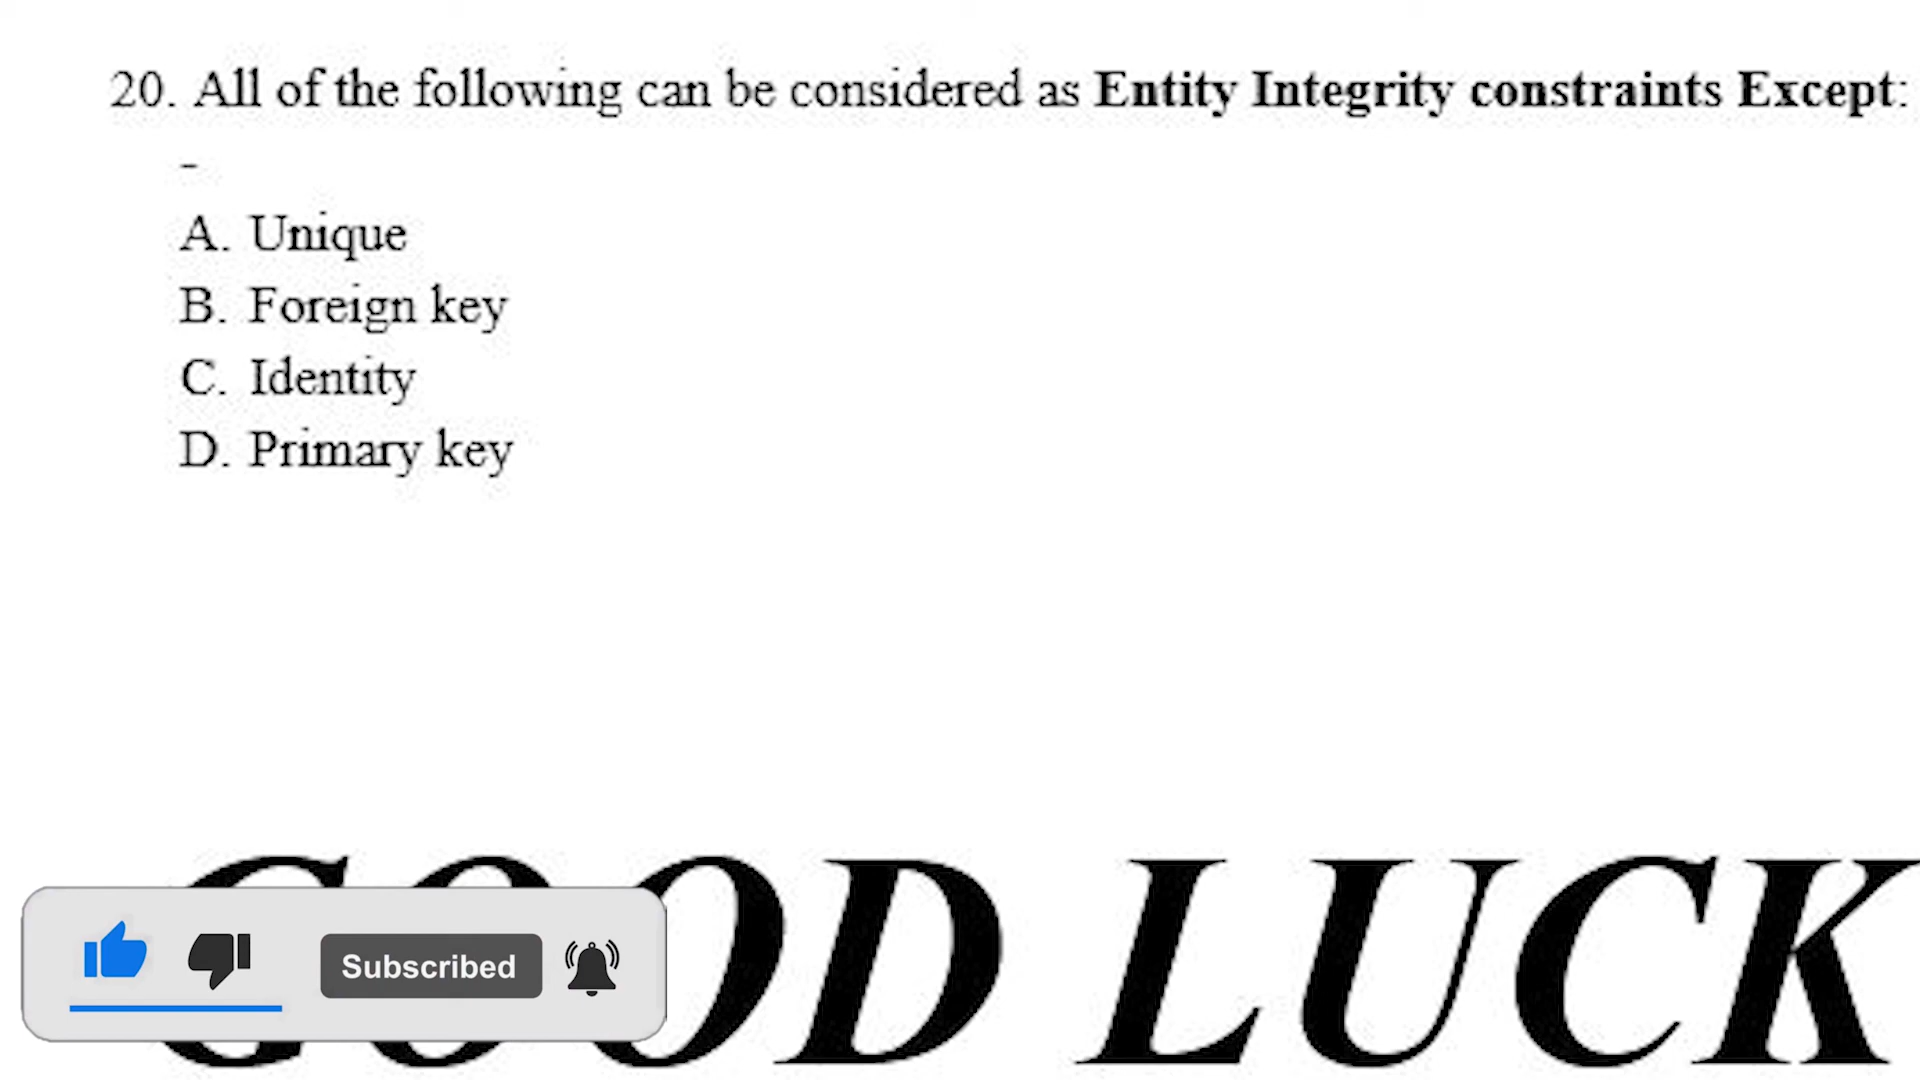 20. All of the following can be considered as Entity Integrity constraints Except:
-
A. Unique
B. Foreign key
C. Identity
D. Primary key
GOOD LUCK
Subscribed